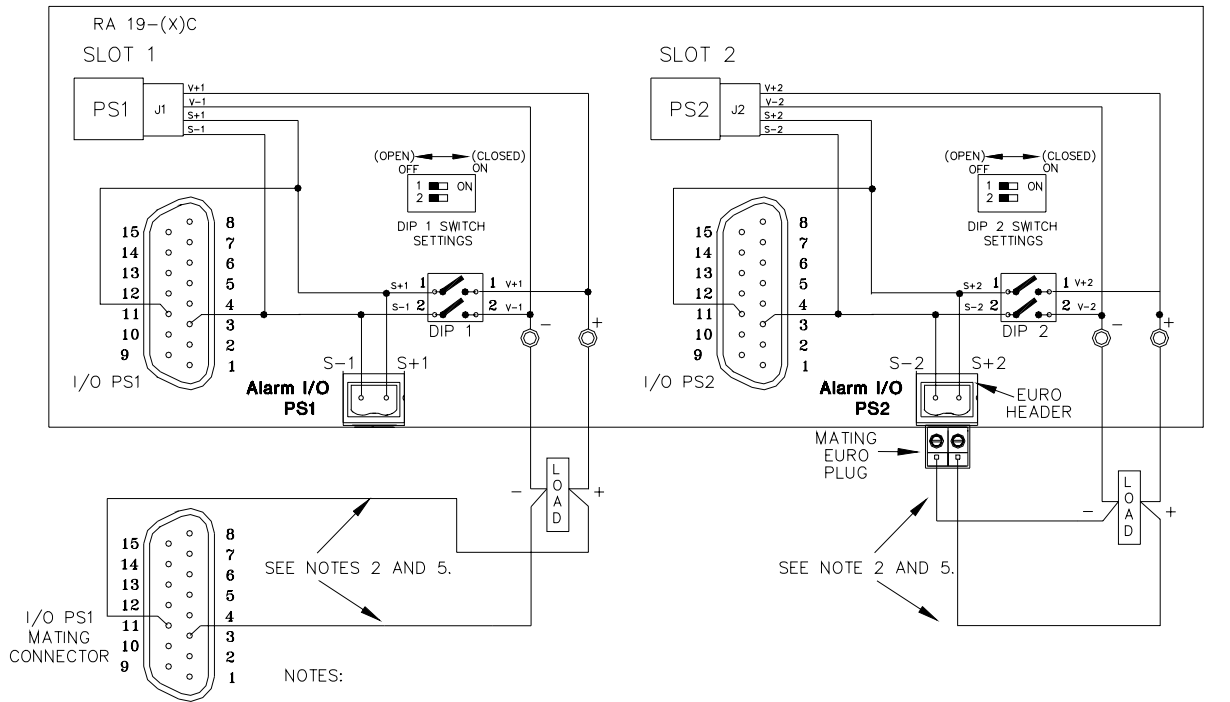 RA 19-(X)C
SLOT 1
PS1
J1
V+1
V-1
S+1
S-1
(OPEN) (CLOSED)
OFF ON
1 ON
2
DIP 1 SWITCH
SETTINGS
15
14
13
12
11
10
9
8
7
6
5
4
3
2
1
I/O PS1
S+1 1 1 V+1
S-1 2 2 V-1
DIP 1
- +
S-1 S+1
Alarm I/O
PS1
SLOT 2
PS2
J2
V+2
V-2
S+2
S-2
(OPEN) (CLOSED)
OFF ON
1 ON
2
DIP 2 SWITCH
SETTINGS
15
14
13
12
11
10
9
8
7
6
5
4
3
2
1
I/O PS2
S+2 1 1 V+2
S-2 2 2 V-2
DIP 2
- +
S-2 S+2
Alarm I/O
PS2
EURO
HEADER
MATING
EURO
PLUG
- LOAD +
- LOAD +
15
14
13
12
11
10
9
8
7
6
5
4
3
2
1
I/O PS1
MATING
CONNECTOR
SEE NOTES 2 AND 5.
SEE NOTE 2 AND 5.
NOTES: